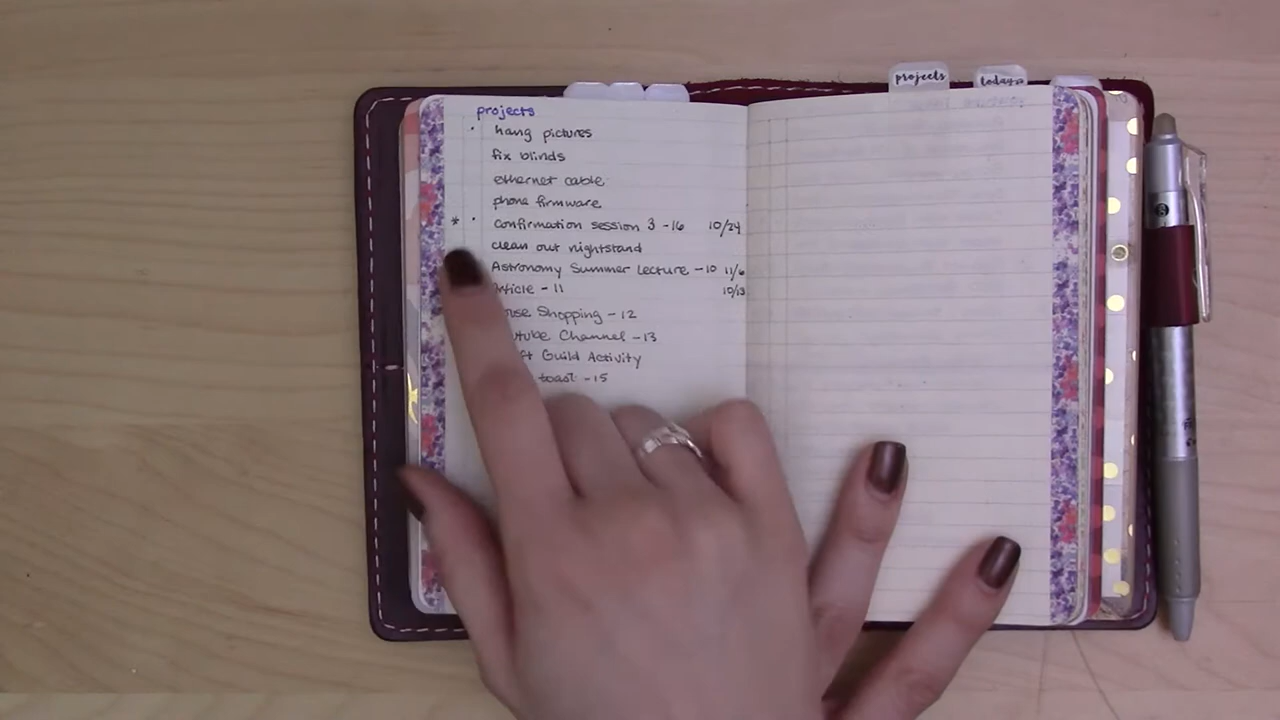 projects
today
projects
· hang pictures
fix blinds
ethernet cable
phone firmware
* · confirmation session 3 -16 10/24
clean out nightstand
Astronomy Summer lecture -10 11/6
-11 10/13
Shopping -12
Channel -13
Guild Activity
toast -15